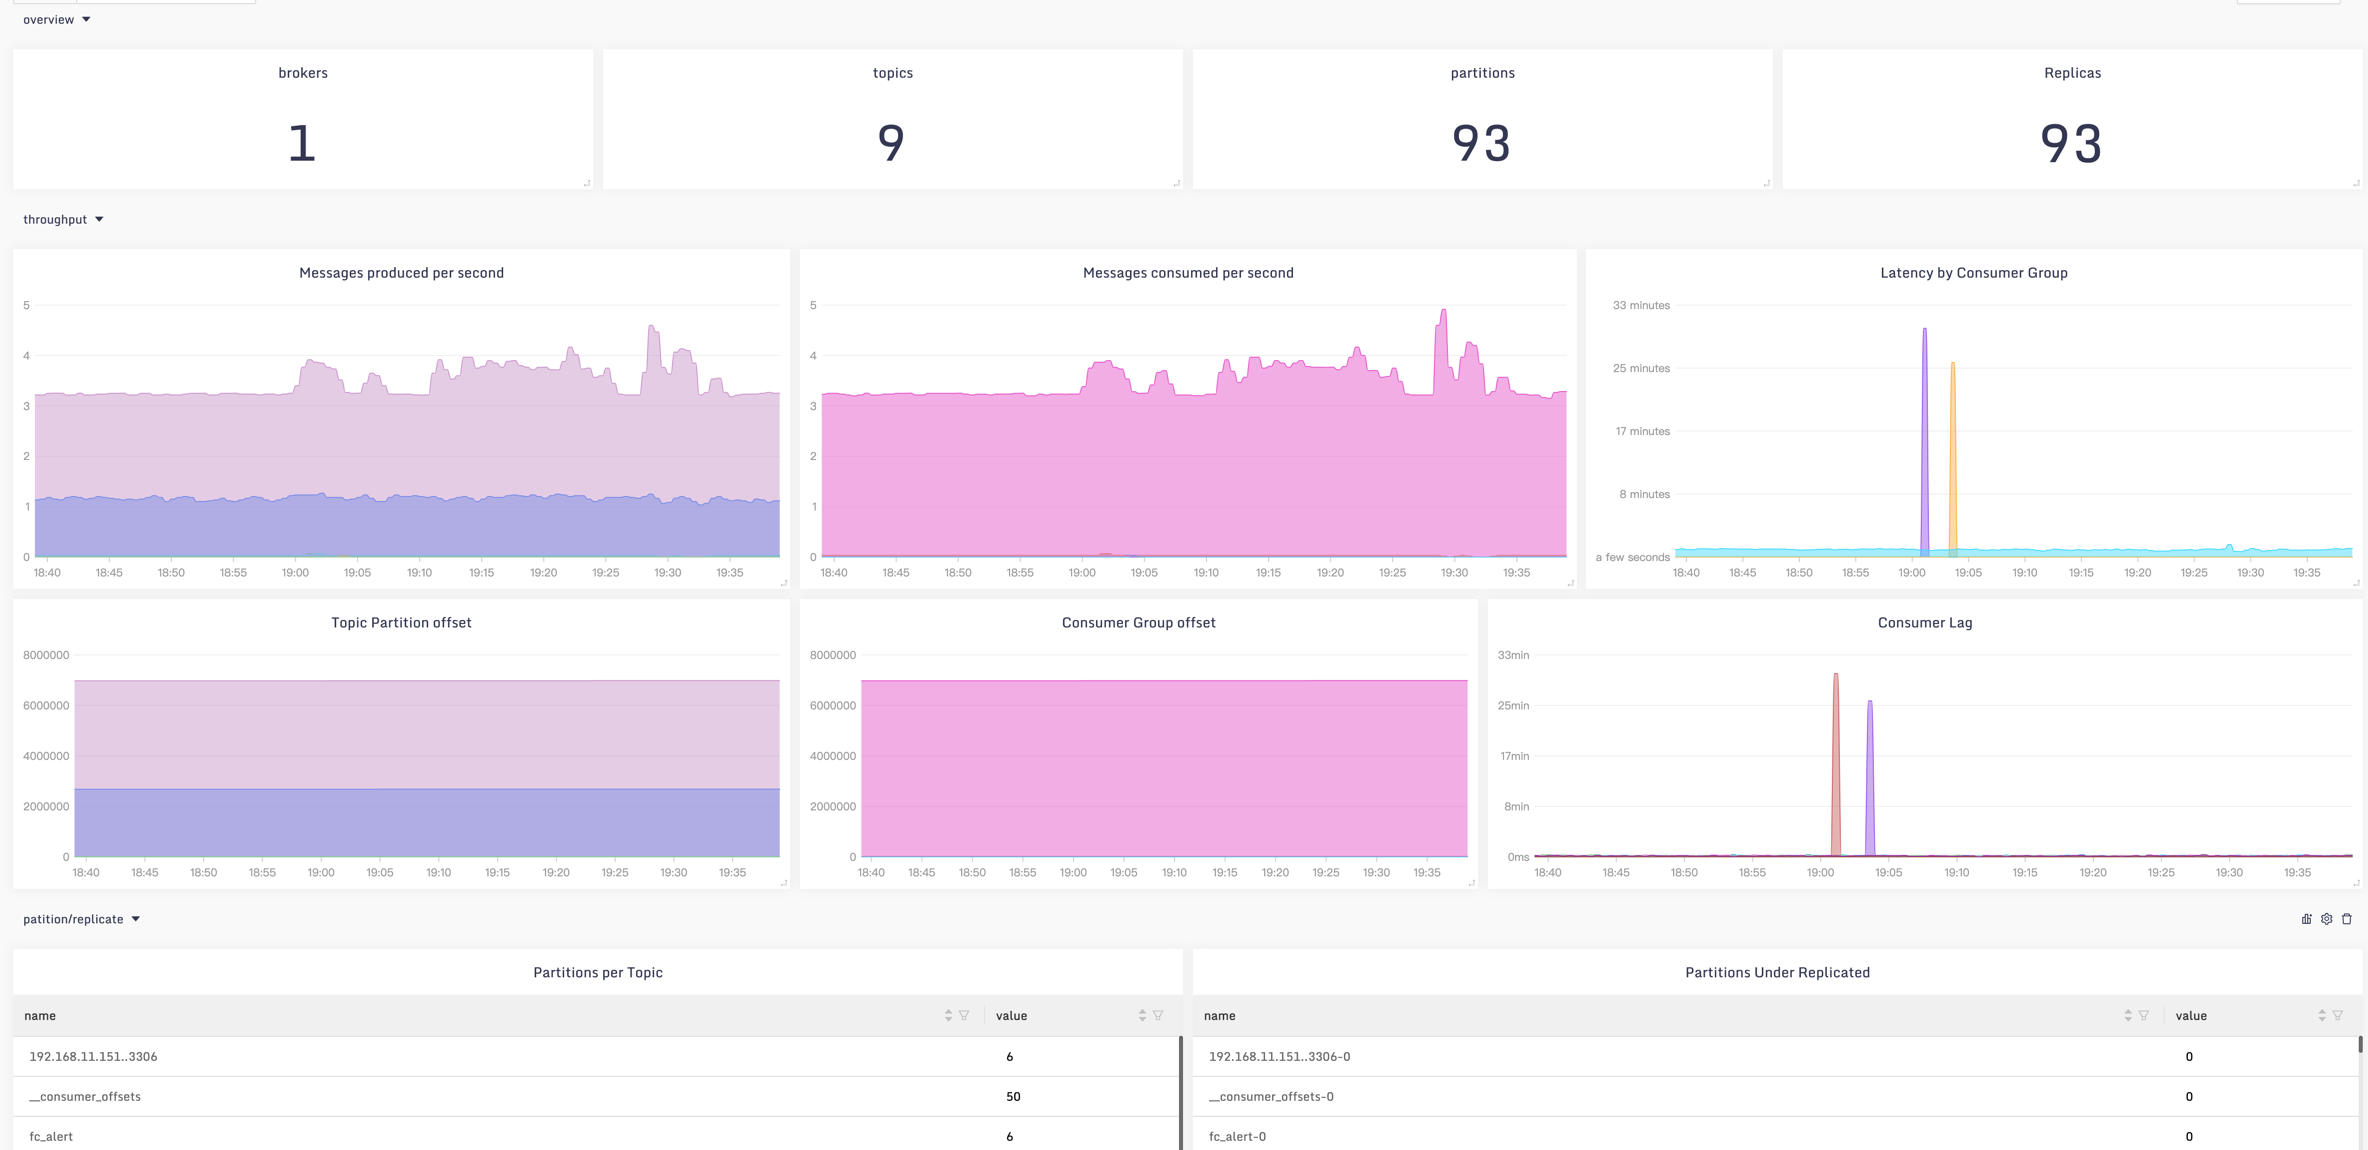 overview
brokers
1
topics
9
partitions
93
Replicas
93
throughput
Messages produced per second
5
4
3
2
1
0
18:40 18:45 18:50 18:55 19:00 19:05 19:10 19:15 19:20 19:25 19:30 19:35
Messages consumed per second
5
4
3
2
1
0
18:40 18:45 18:50 18:55 19:00 19:05 19:10 19:15 19:20 19:25 19:30 19:35
Latency by Consumer Group
33 minutes
25 minutes
17 minutes
8 minutes
a few seconds
18:40 18:45 18:50 18:55 19:00 19:05 19:10 19:15 19:20 19:25 19:30 19:35
Topic Partition offset
8000000
6000000
4000000
2000000
0
18:40 18:45 18:50 18:55 19:00 19:05 19:10 19:15 19:20 19:25 19:30 19:35
Consumer Group offset
8000000
6000000
4000000
2000000
0
18:40 18:45 18:50 18:55 19:00 19:05 19:10 19:15 19:20 19:25 19:30 19:35
Consumer Lag
33min
25min
17min
8min
0ms
18:40 18:45 18:50 18:55 19:00 19:05 19:10 19:15 19:20 19:25 19:30 19:35
patition/replicate
Partitions per Topic
name value
192.168.11.151..3306 6
__consumer_offsets 50
fc_alert 6
Partitions Under Replicated
name value
192.168.11.151..3306-0 0
__consumer_offsets-0 0
fc_alert-0 0